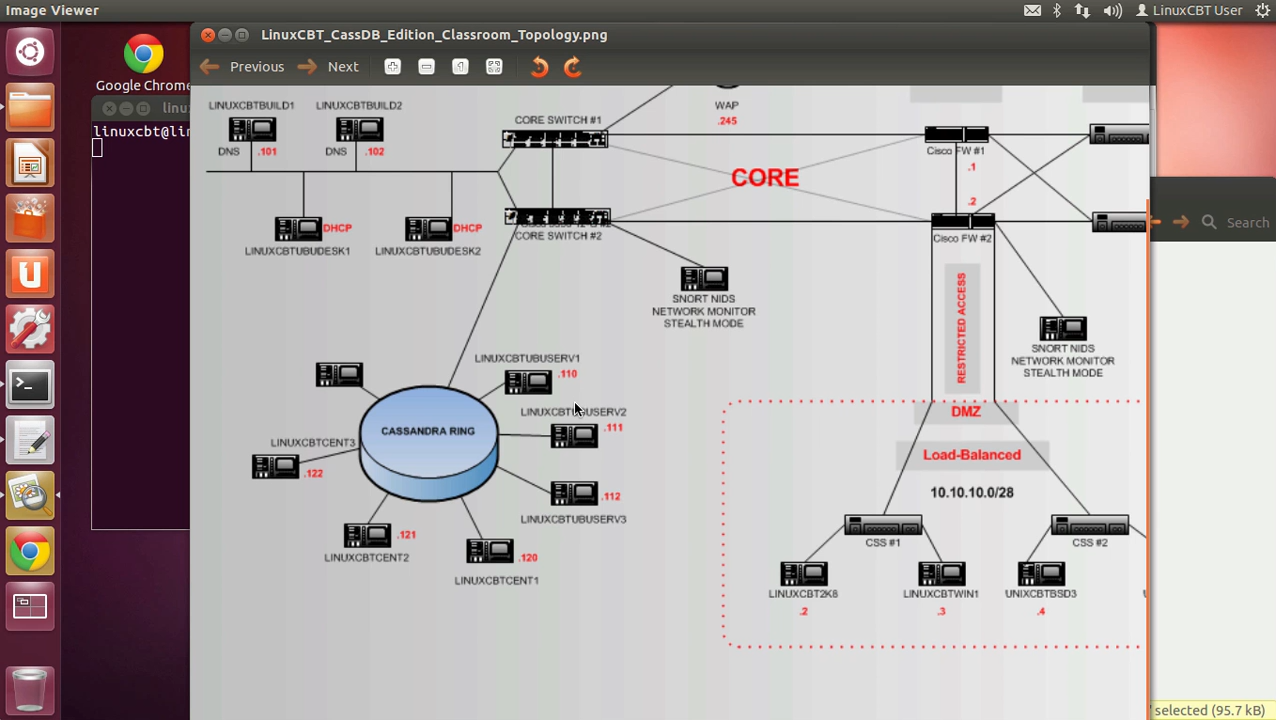 Image Viewer
LinuxCBT User
LinuxCBT_CassDB_Edition_Classroom_Topology.png
Previous
Next
Google Chrome
linux
linuxcbt@lin
Search
LINUXCBTBUILD1
LINUXCBTBUILD2
DNS .101
DNS .102
CORE SWITCH #1
WAP
.245
Cisco FW #1
.1
CORE
.2
DHCP
DHCP
LINUXCBTUBUDESK1
LINUXCBTUBUDESK2
CORE SWITCH #2
Cisco FW #2
RESTRICTED ACCESS
SNORT NIDS
NETWORK MONITOR
STEALTH MODE
SNORT NIDS
NETWORK MONITOR
STEALTH MODE
LINUXCBTUBUSERV1
.110
LINUXCBTUBUSERV2
.111
CASSANDRA RING
LINUXCBTCENT3
.122
.112
LINUXCBTUBUSERV3
.121
LINUXCBTCENT2
.120
LINUXCBTCENT1
DMZ
Load-Balanced
10.10.10.0/28
CSS #1
CSS #2
LINUXCBT2K8
.2
LINUXCBTWIN1
.3
UNIXCBTBSD3
.4
selected (95.7 kB)